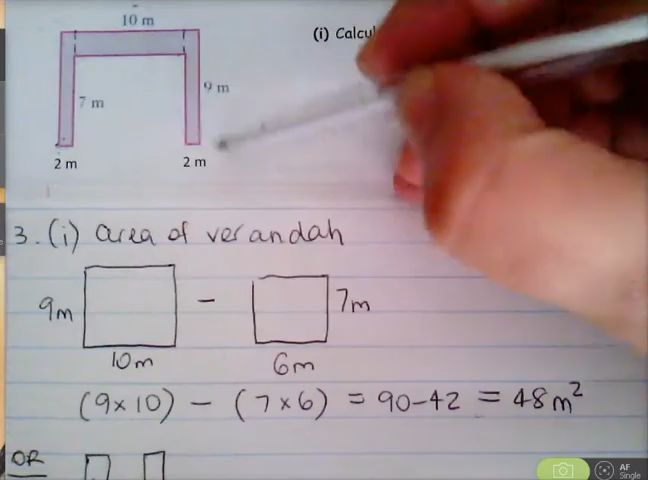 10 m
(i) Calcul
9 m
7 m
2 m
2 m
3. (i) area of verandah
9m
7m
10m
6m
(9×10) - (7×6) = 90-42 = 48m²
OR
AF
Single